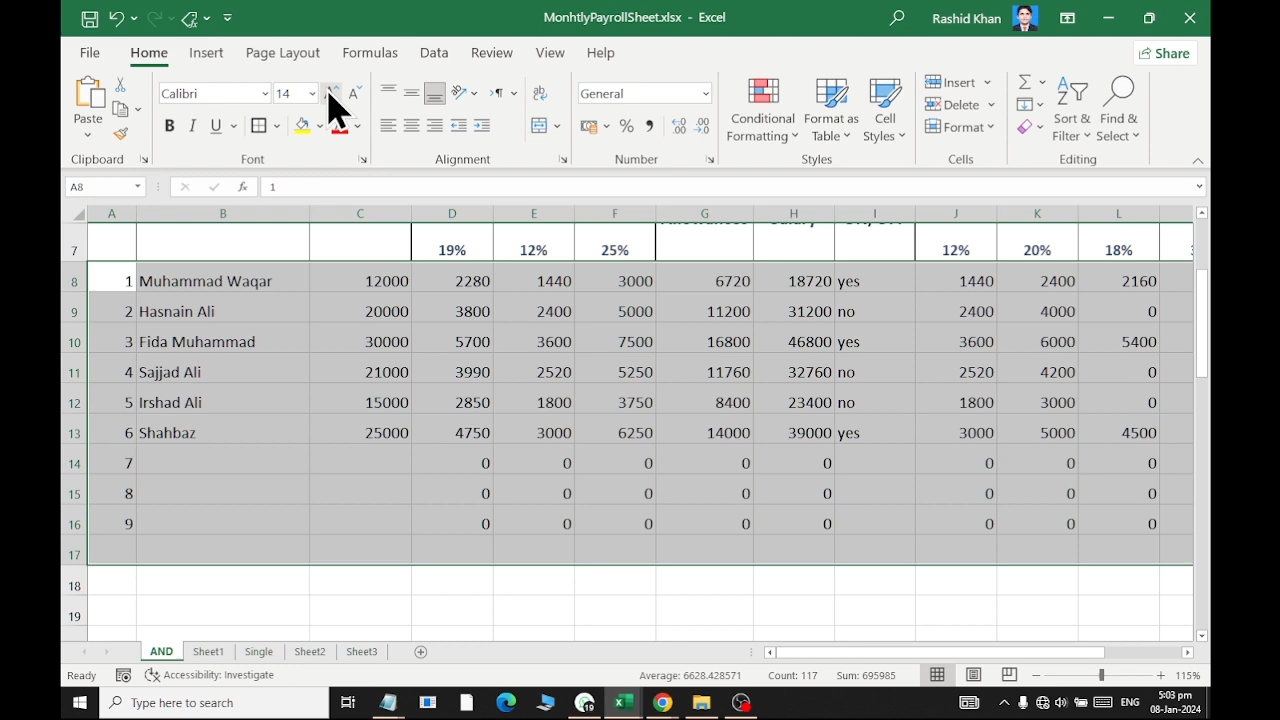 MonhtlyPayrollSheet.xlsx - Excel
Rashid Khan
File Home Insert Page Layout Formulas Data Review View Help
Share
Paste
Calibri 14
General
Conditional Formatting
Format as Table
Cell Styles
Insert
Delete
Format
Sort & Filter
Find & Select
Clipboard Font Alignment Number Styles Cells Editing
A8 fx 1
A B C D E F G H I J K L
7 19% 12% 25% 12% 20% 18%
8 1 Muhammad Waqar 12000 2280 1440 3000 6720 18720 yes 1440 2400 2160
9 2 Hasnain Ali 20000 3800 2400 5000 11200 31200 no 2400 4000 0
10 3 Fida Muhammad 30000 5700 3600 7500 16800 46800 yes 3600 6000 5400
11 4 Sajjad Ali 21000 3990 2520 5250 11760 32760 no 2520 4200 0
12 5 Irshad Ali 15000 2850 1800 3750 8400 23400 no 1800 3000 0
13 6 Shahbaz 25000 4750 3000 6250 14000 39000 yes 3000 5000 4500
14 7 0 0 0 0 0 0 0 0
15 8 0 0 0 0 0 0 0 0
16 9 0 0 0 0 0 0 0 0
17
18
19
AND Sheet1 Single Sheet2 Sheet3
Ready Accessibility: Investigate Average: 6628.428571 Count: 117 Sum: 695985 115%
Type here to search
ENG
5:03 pm
08-Jan-2024